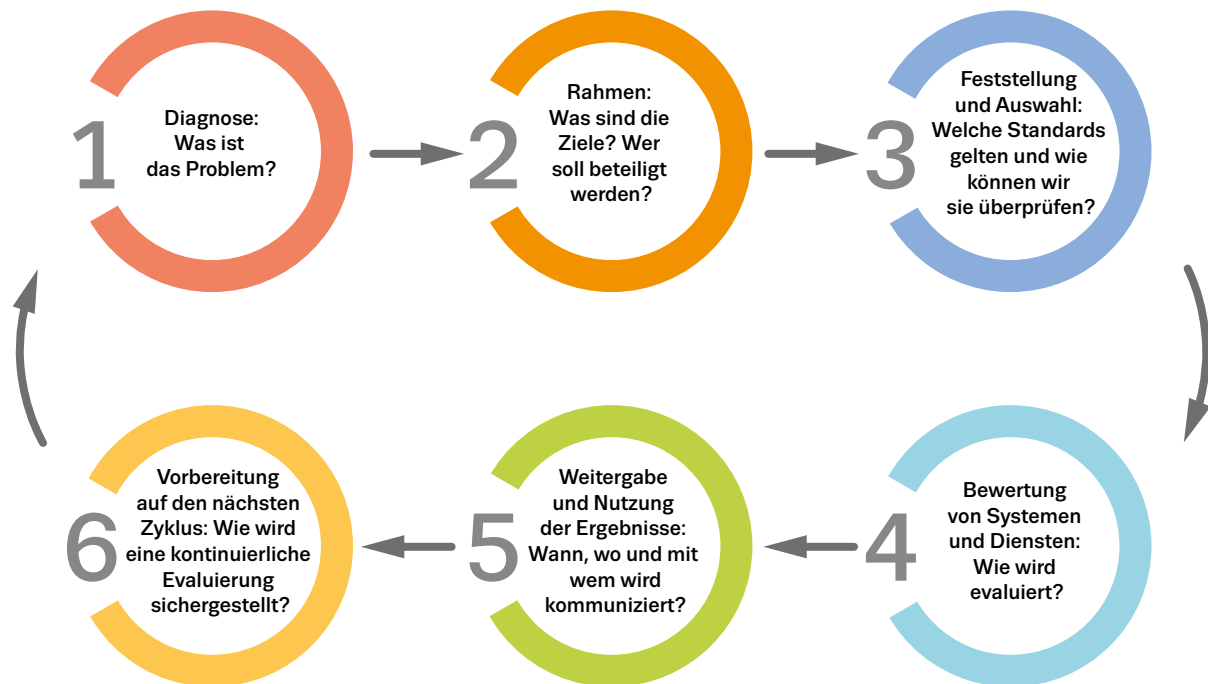 1
Diagnose:
Was ist
das Problem?
2
Rahmen:
Was sind die
Ziele? Wer
soll beteiligt
werden?
3
Feststellung
und Auswahl:
Welche Standards
gelten und wie
können wir
sie überprüfen?
4
Bewertung
von Systemen
und Diensten:
Wie wird
evaluiert?
5
Weitergabe
und Nutzung
der Ergebnisse:
Wann, wo und mit
wem wird
kommuniziert?
6
Vorbereitung
auf den nächsten
Zyklus: Wie wird
eine kontinuierliche
Evaluierung
sichergestellt?